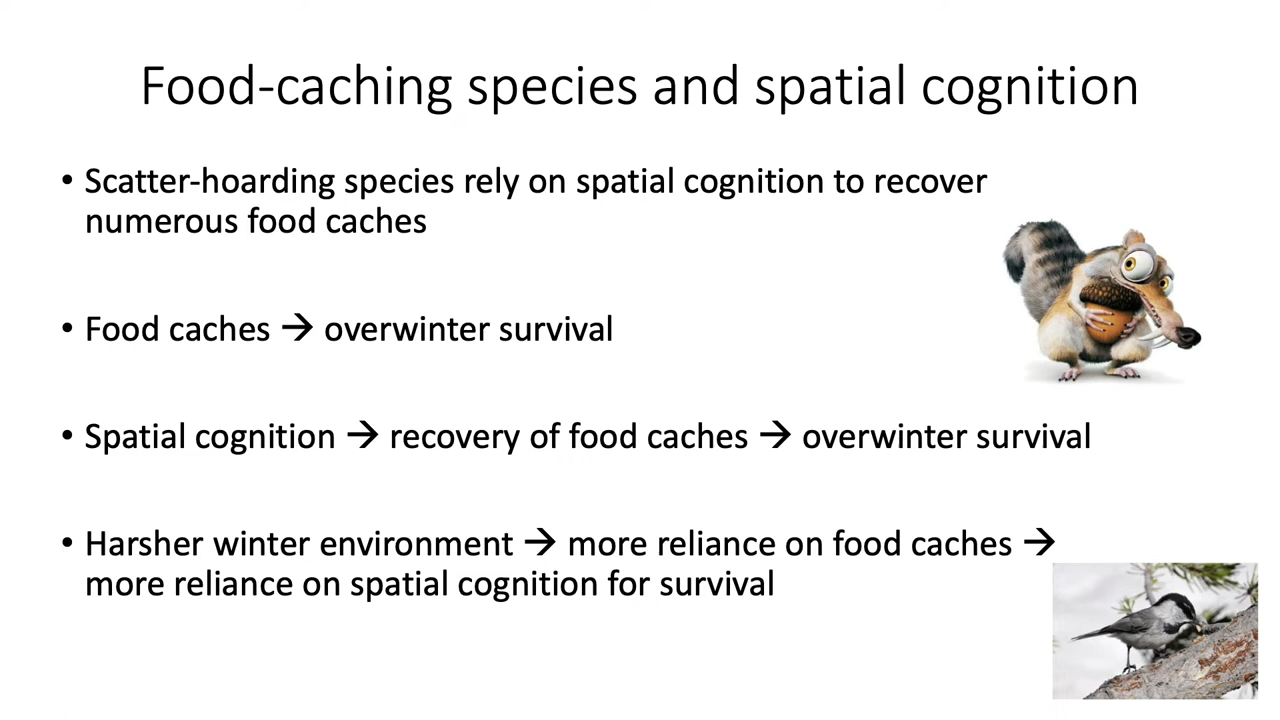 Food-caching species and spatial cognition
• Scatter-hoarding species rely on spatial cognition to recover
numerous food caches
• Food caches → overwinter survival
• Spatial cognition → recovery of food caches → overwinter survival
• Harsher winter environment → more reliance on food caches →
more reliance on spatial cognition for survival